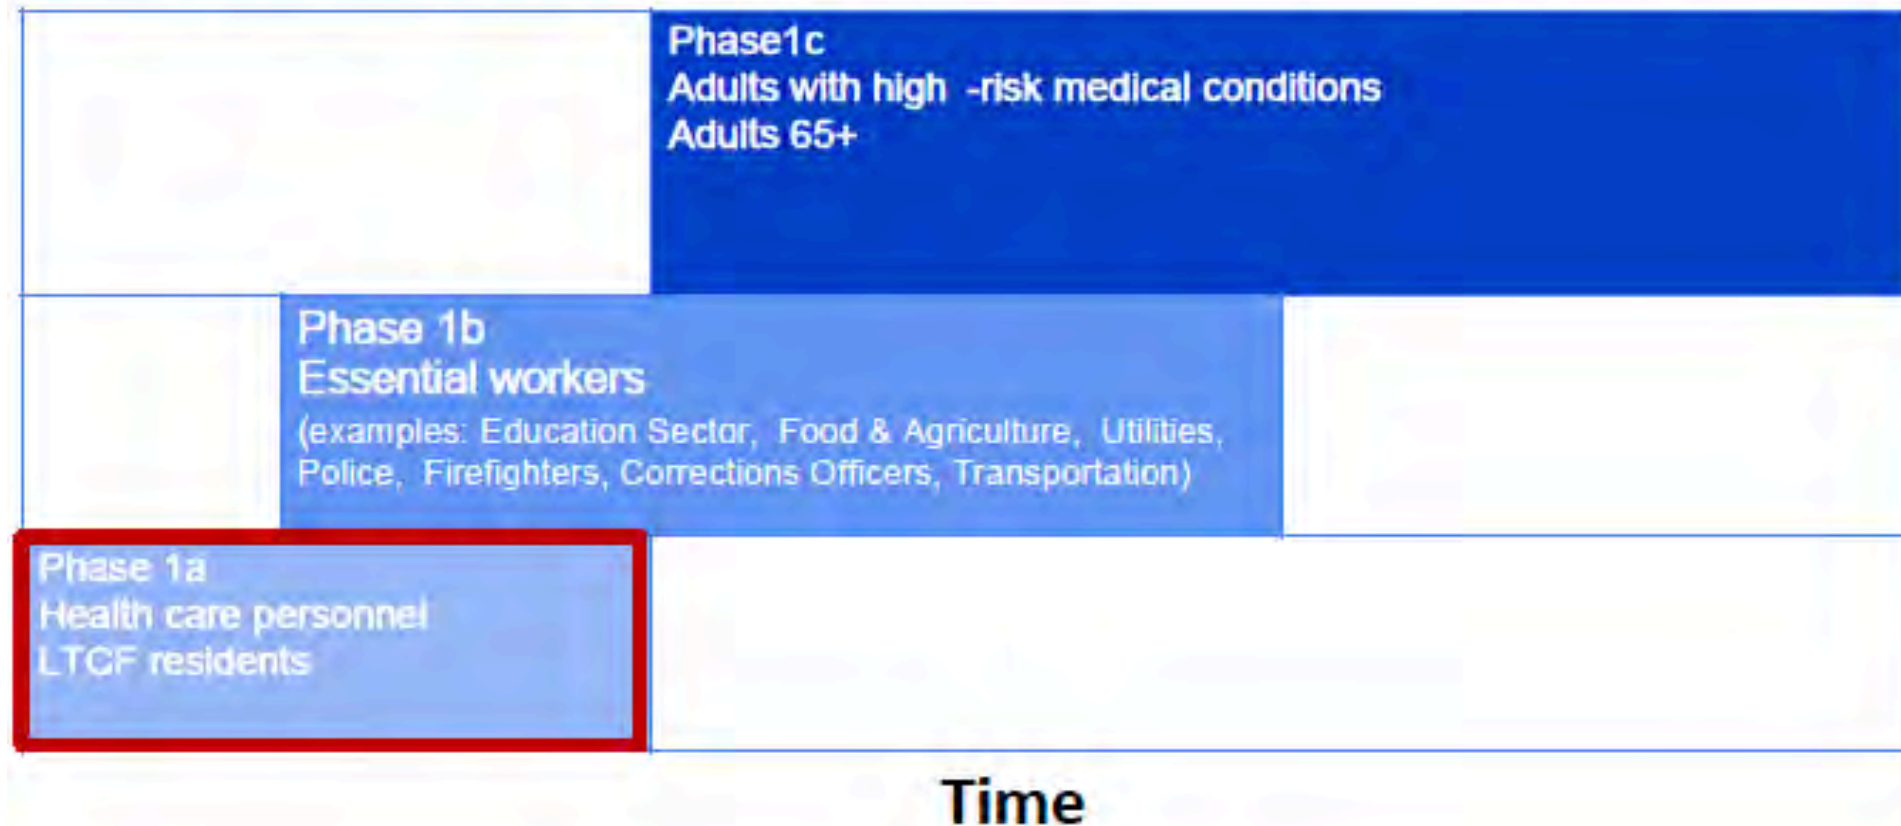 Phase1c
Adults with high -risk medical conditions
Adults 65+
Phase 1b
Essential workers
(examples: Education Sector, Food & Agriculture, Utilities,
Police, Firefighters, Corrections Officers, Transportation)
Phase 1a
Health care personnel
LTCF residents
Time